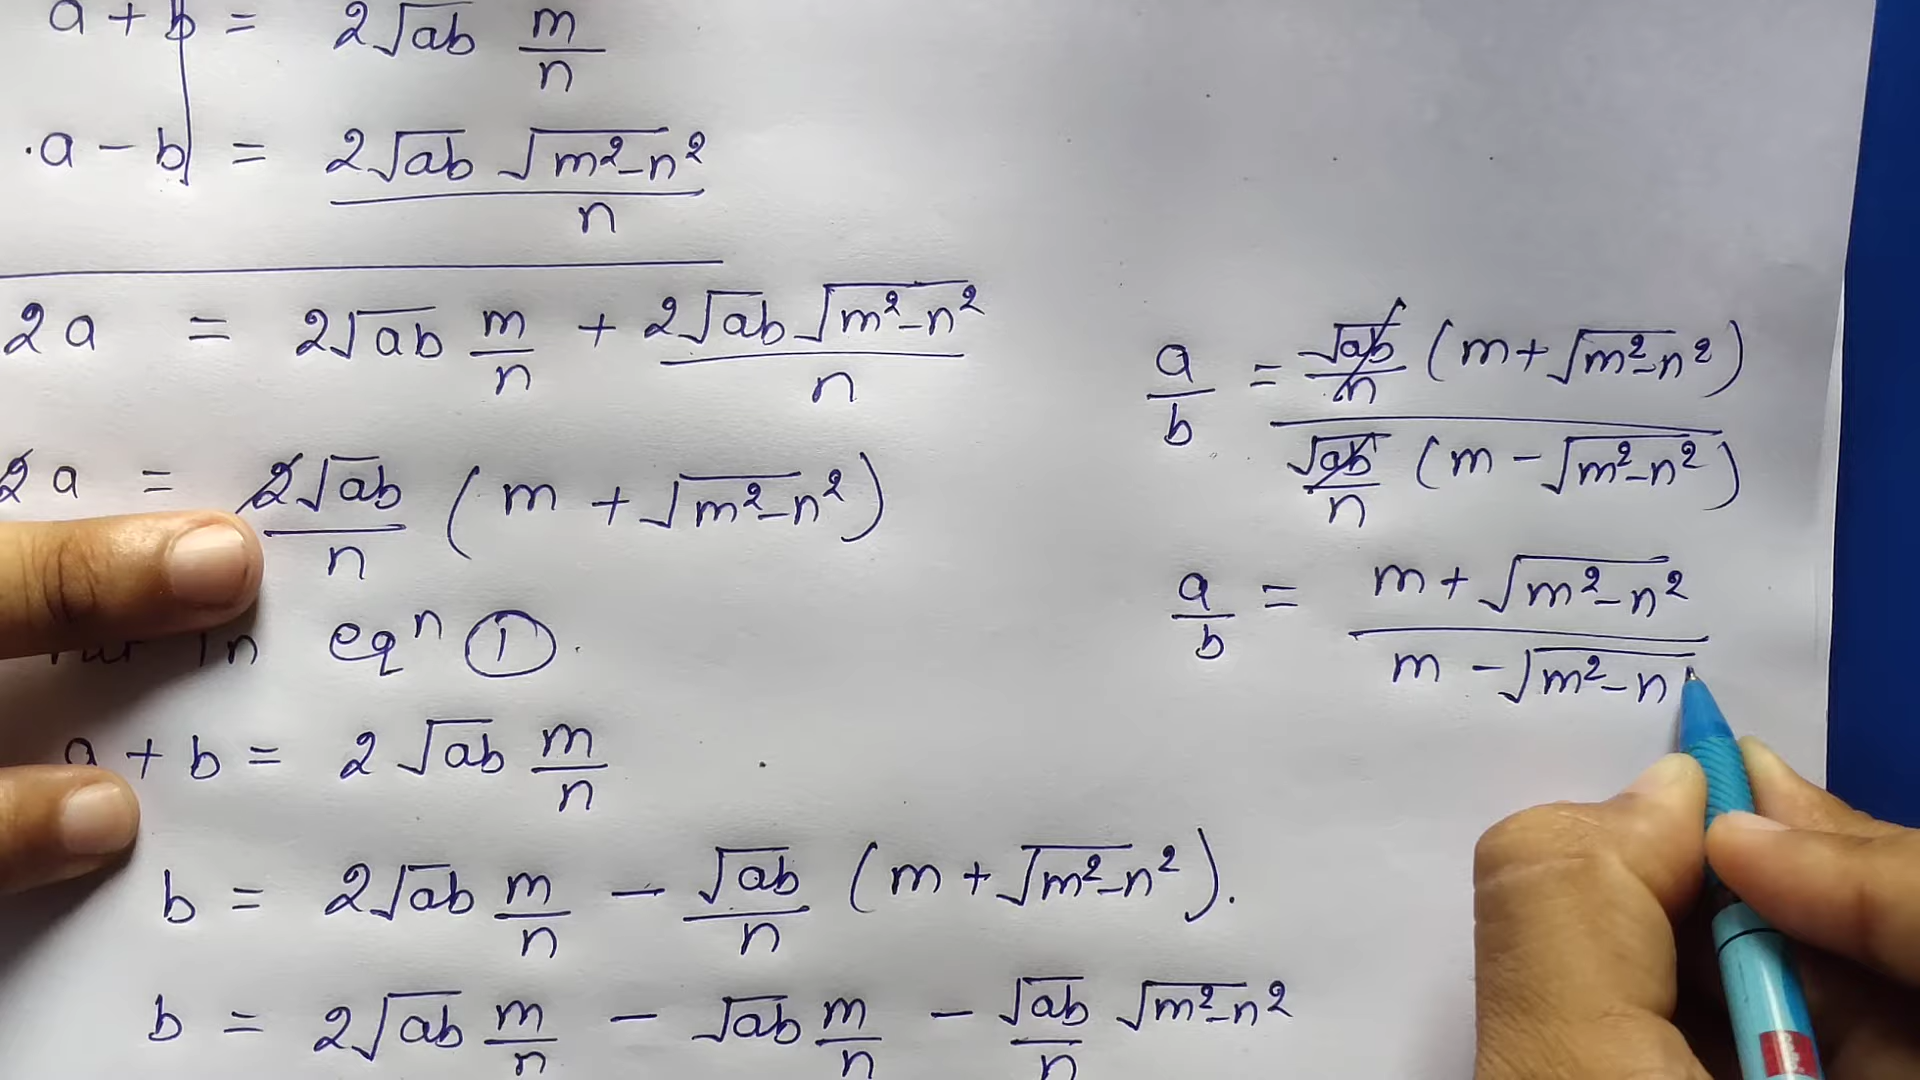 a + b = 2√ab m/n
a - b = 2√ab √m²-n² / n
2a = 2√ab m/n + 2√ab √m²-n² / n
2a = 2√ab / n (m + √m²-n²)
in eqⁿ ①.
a + b = 2√ab m/n
b = 2√ab m/n - √ab/n (m + √m²-n²).
b = 2√ab m/n - √ab m/n - √ab/n √m²-n²
a/b = √ab/n (m + √m²-n²) / √ab/n (m - √m²-n²)
a/b = m + √m²-n² / m - √m²-n